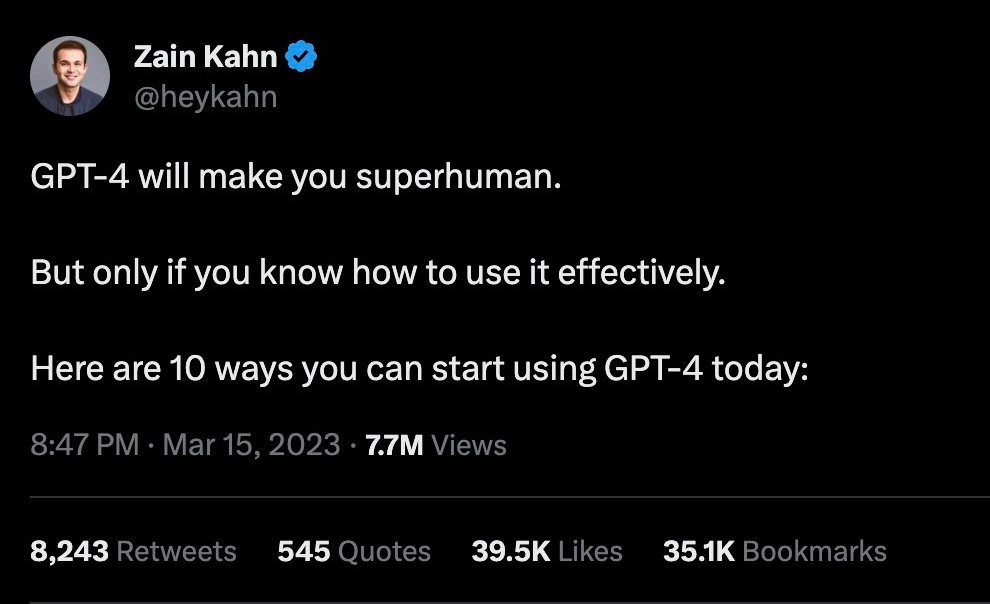 Zain Kahn
@heykahn
GPT-4 will make you superhuman.
But only if you know how to use it effectively.
Here are 10 ways you can start using GPT-4 today:
8:47 PM · Mar 15, 2023 · 7.7M Views
8,243 Retweets 545 Quotes 39.5K Likes 35.1K Bookmarks